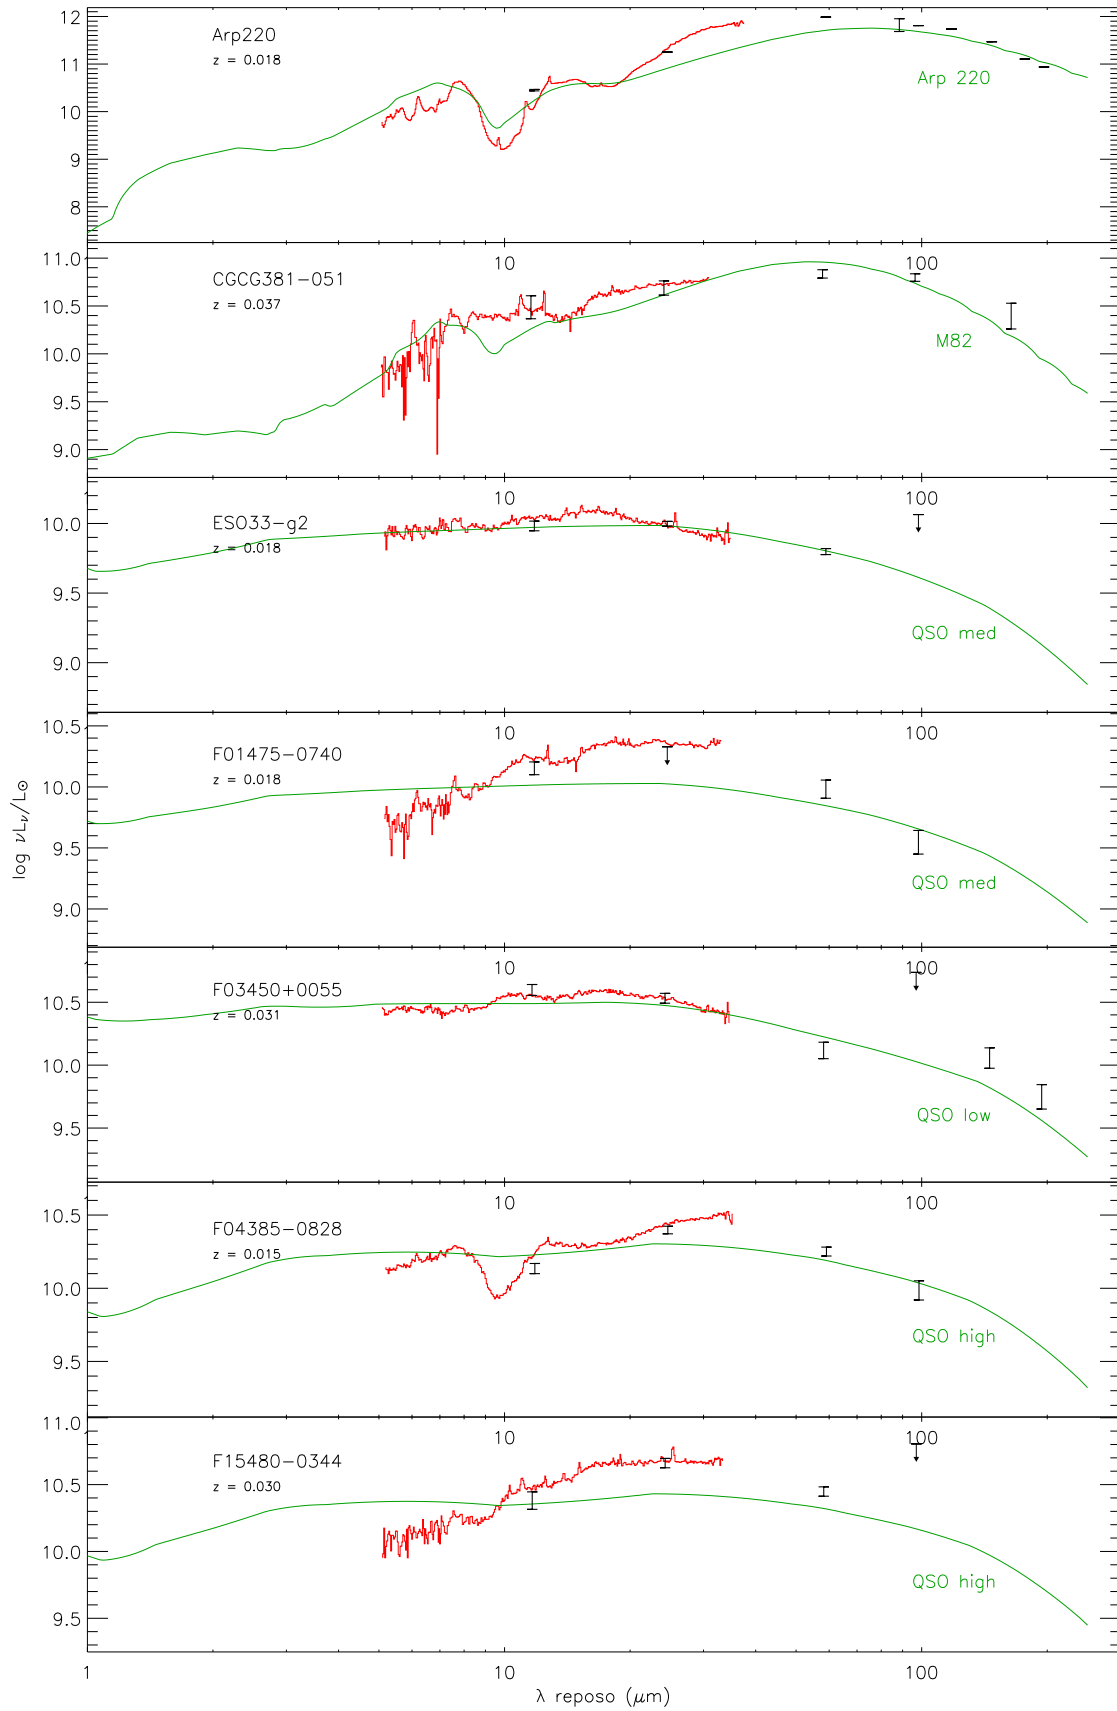 12
11
10
9
8
Arp220
z = 0.018
Arp 220
10
100
11.0
10.5
10.0
9.5
9.0
CGCG381-051
z = 0.037
M82
10
100
10.0
9.5
9.0
ESO33-g2
z = 0.018
QSO med
10
100
10.5
10.0
9.5
9.0
F01475-0740
z = 0.018
QSO med
log νLν/L⊙
10
100
10.5
10.0
9.5
F03450+0055
z = 0.031
QSO low
10
100
10.5
10.0
9.5
F04385-0828
z = 0.015
QSO high
10
100
11.0
10.5
10.0
9.5
F15480-0344
z = 0.030
QSO high
1
10
100
λ reposo (μm)